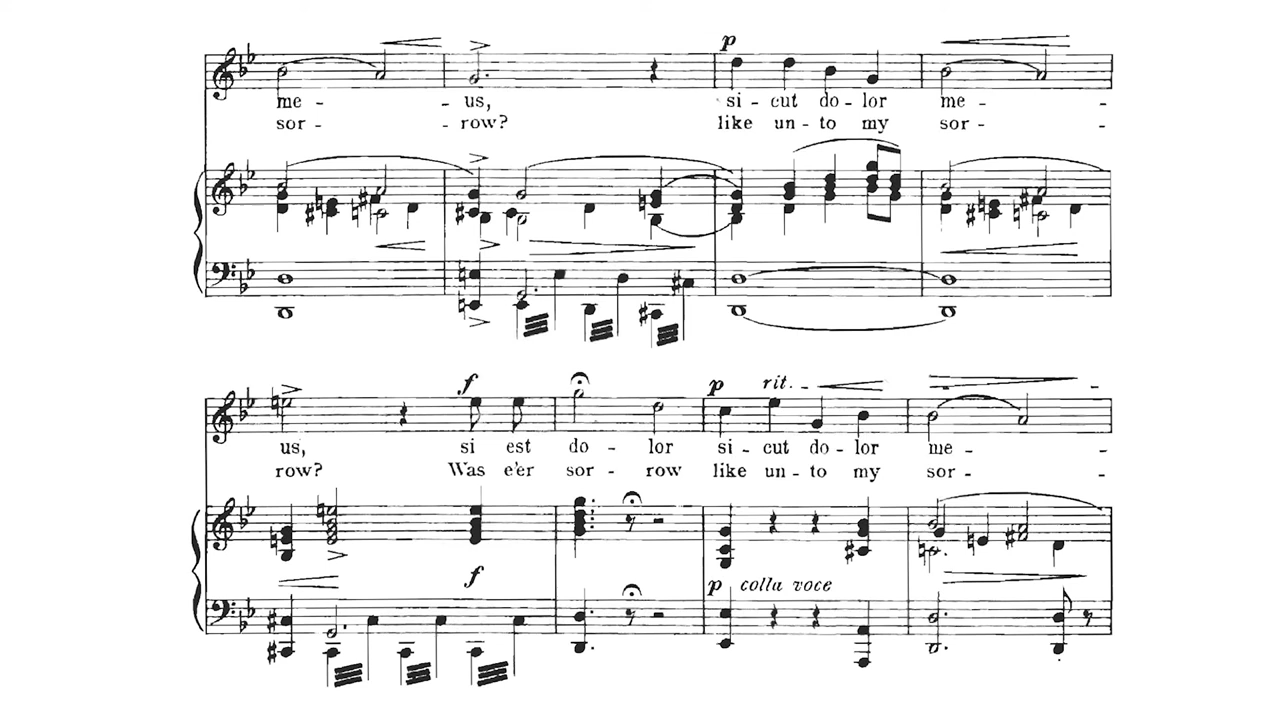 p
me - - us, si - cut do - lor me - -
sor - - row? like un - to my sor - -
f p rit.
us, si est do - lor si - cut do - lor me - -
row? Was e'er sor - row like un - to my sor - -
f p colla voce